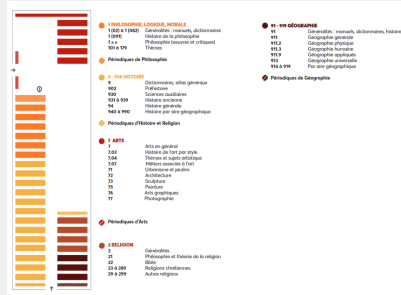 1 PHILOSOPHIE, LOGIQUE, MORALE
1 (02) à 1 (082) Généralités : manuels, dictionnaires
1 (091) Histoire de la philosophie
1 « » Philosophie (œuvres et critiques)
101 à 179 Thèmes
Périodiques de Philosophie
9 - 994 HISTOIRE
9 Dictionnaires, atlas généraux
902 Préhistoire
930 Sciences auxiliaires
931 à 939 Histoire ancienne
94 Histoire générale
940 à 990 Histoire par aire géographique
Périodiques d'Histoire et Religion
7 ARTS
7 Arts en général
7.03 Histoire de l'art par style
7.04 Thèmes et sujets artistique
7.07 Métiers associés à l'art
71 Urbanisme et jardins
72 Architecture
73 Sculpture
75 Peinture
76 Arts graphiques
77 Photographie
Périodiques d'Arts
2 RELIGION
2 Généralités
21 Philosophie et théorie de la religion
22 Bible
23 à 289 Religions chrétiennes
29 à 299 Autres religions
91 - 919 GÉOGRAPHIE
91 Généralités : manuels, dictionnaires, histoire
911 Géographie générale
911.2 Géographie physique
911.3 Géographie humaine
911.9 Géographie appliquée
913 Géographie universelle
914 à 919 Par aire géographique
Périodiques de Géographie